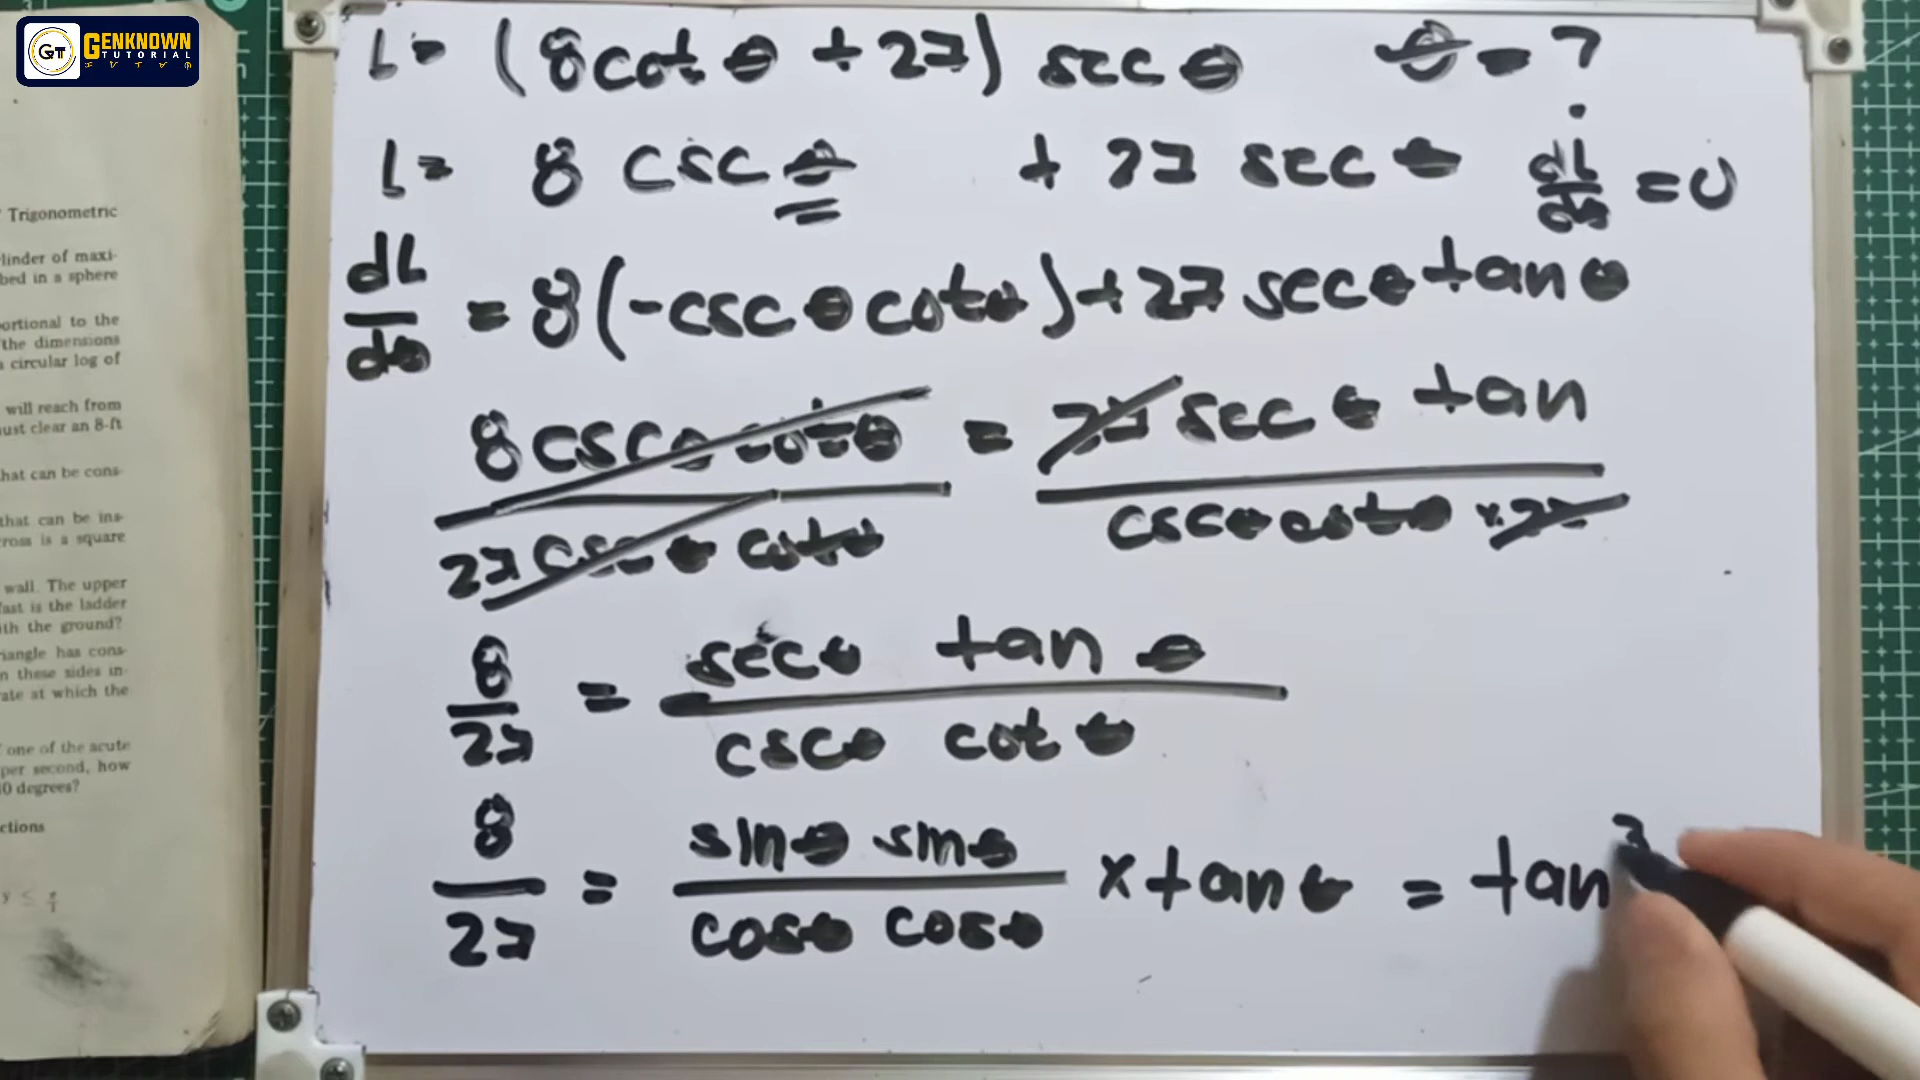 GT GENKNOWN
TUTORIAL
Trigonometric
linder of maxi-
bed in a sphere
ortional to the
the dimensions
circular log of
will reach from
ust clear an 8-ft
hat can be cons-
that can be ins-
ross is a square
wall. The upper
fast is the ladder
ith the ground?
iangle has cons-
n these sides in-
rate at which the
one of the acute
per second, how
0 degrees?
ctions
L = (8cot θ + 27) sec θ θ = ?
L = 8 csc θ + 27 sec θ dL/dθ = 0
dL/dθ = 8(-csc θ cot θ) + 27 sec θ tan θ
8 csc θ cot θ / 27 csc θ cot θ = 27 sec θ tan / csc θ cot θ × 27
8/27 = sec θ tan θ / csc θ cot θ
8/27 = sin θ sin θ / cos θ cos θ × tan θ = tan³